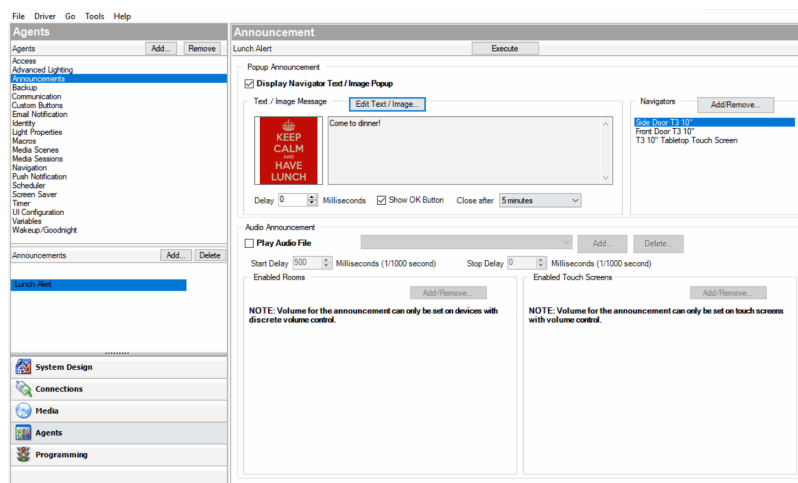 File Driver Go Tools Help
Agents
Agents Add... Remove
Access
Advanced Lighting
Announcements
Backup
Communication
Custom Buttons
Email Notification
Identity
Light Properties
Macros
Media Scenes
Media Sessions
Navigation
Push Notification
Scheduler
Screen Saver
Timer
UI Configuration
Variables
Wakeup/Goodnight
Announcements Add... Delete
Lunch Alert
System Design
Connections
Media
Agents
Programming
Announcement
Lunch Alert Execute
Popup Announcement
Display Navigator Text / Image Popup
Text / Image Message Edit Text / Image...
KEEP
CALM
AND
HAVE
LUNCH
Come to dinner!
Delay 0 Milliseconds Show OK Button Close after 5 minutes
Navigators Add/Remove...
Side Door T3 10"
Front Door T3 10"
T3 10" Tabletop Touch Screen
Audio Announcement
Play Audio File Add... Delete...
Start Delay 500 Milliseconds (1/1000 second) Stop Delay 0 Milliseconds (1/1000 second)
Enabled Rooms
Add/Remove...
NOTE: Volume for the announcement can only be set on devices with
discrete volume control.
Enabled Touch Screens
Add/Remove...
NOTE: Volume for the announcement can only be set on touch screens
with volume control.